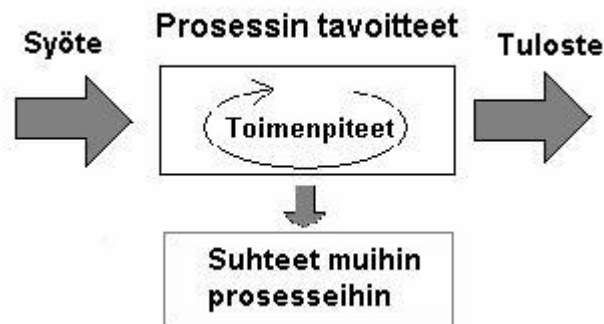 Prosessin tavoitteet
Syöte
Tuloste
Toimenpiteet
Suhteet muihin
prosesseihin